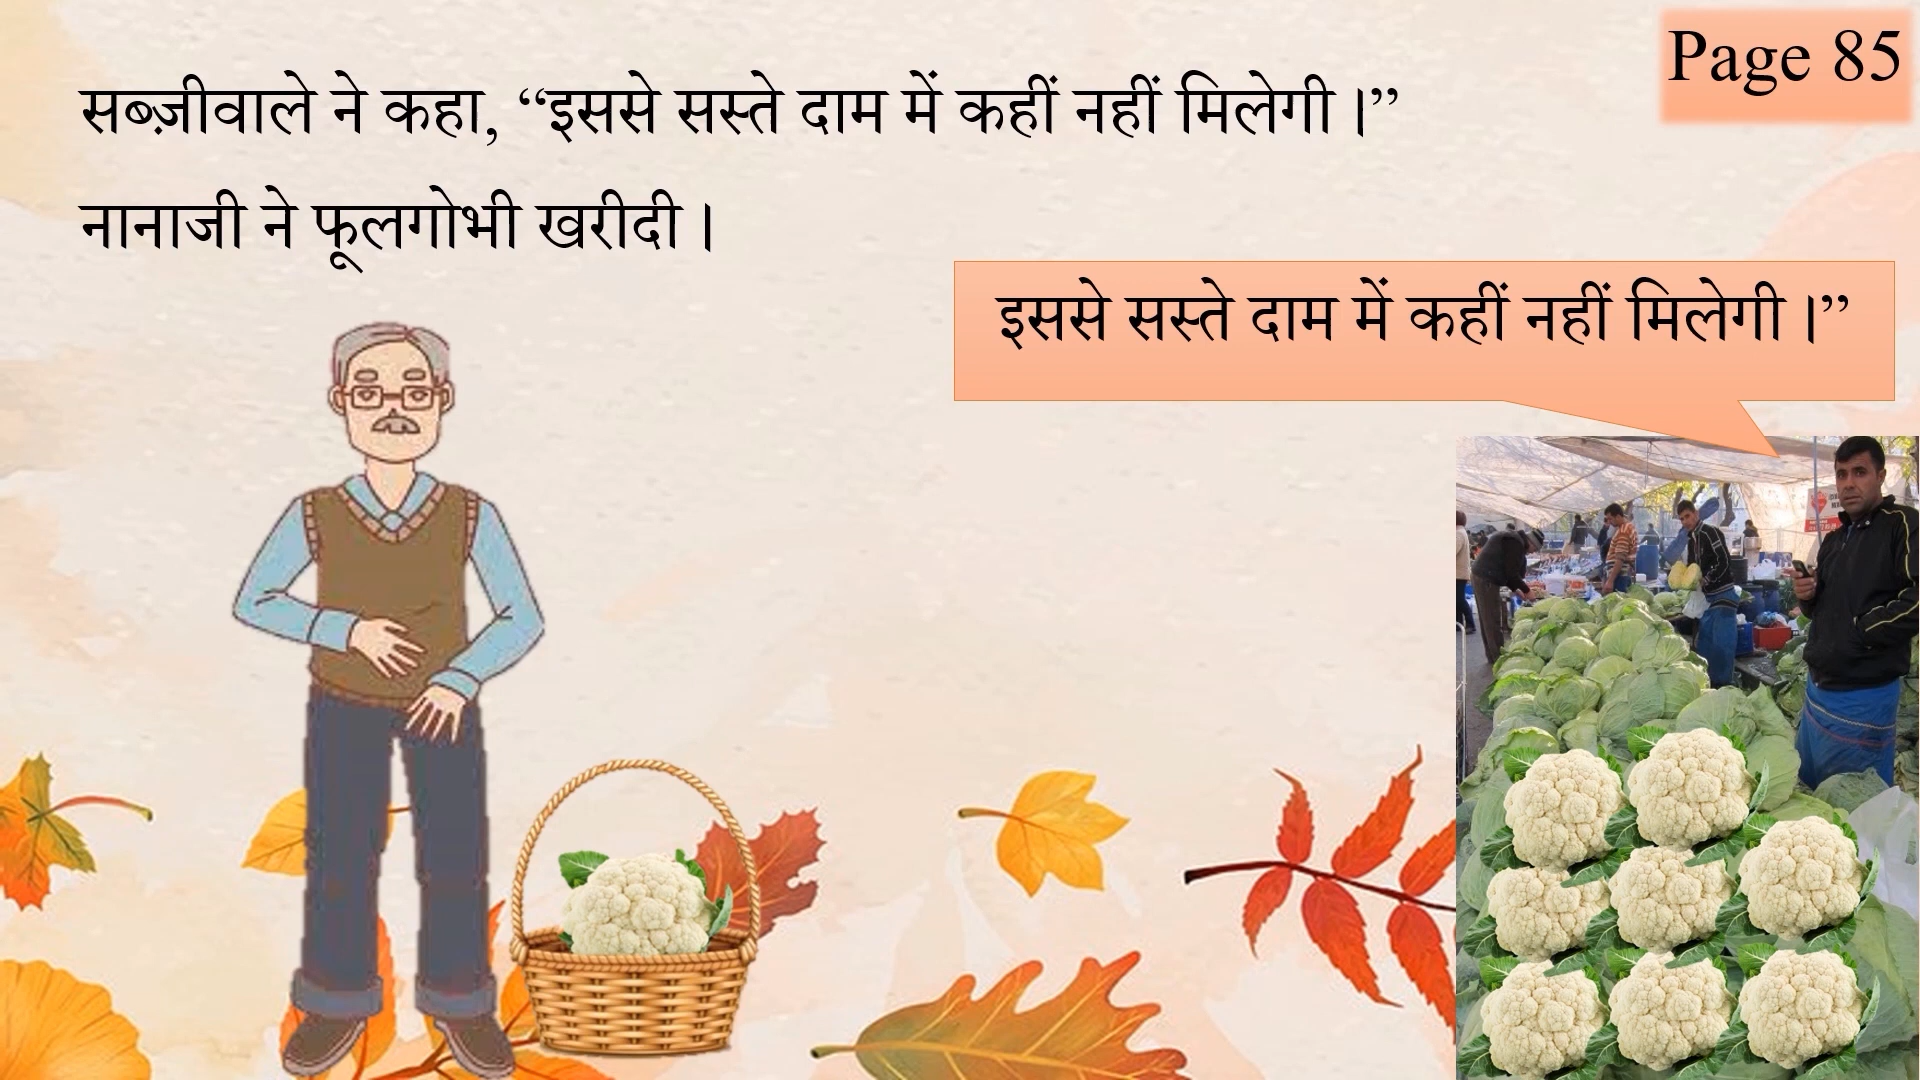 Page 85
सब्ज़ीवाले ने कहा, “इससे सस्ते दाम में कहीं नहीं मिलेगी।”
नानाजी ने फूलगोभी खरीदी।
इससे सस्ते दाम में कहीं नहीं मिलेगी।”